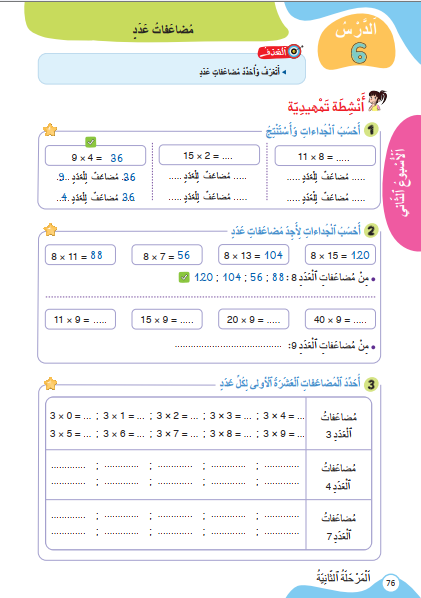 اَلدَّرْسُ
6
مُضاعَفاتُ عَدَدٍ
اَلْهَدَفُ
أَتَعَرَّفُ وَأُحَدِّدُ مُضاعَفاتِ عَدَدٍ
أَنْشِطَة تَمْهيدِيَّة
اَلْأُسْبوعُ الثَّاني
1 أَحْسُبُ الْجُداءاتِ وَأَسْتَنْتِجُ
11 × 8 = .....
15 × 2 = ....
9 × 4 = 36
..... مُضاعَفٌ لِلْعَدَدِ .....
..... مُضاعَفٌ لِلْعَدَدِ .....
36 مُضاعَفٌ لِلْعَدَدِ 9
..... مُضاعَفٌ لِلْعَدَدِ .....
..... مُضاعَفٌ لِلْعَدَدِ .....
36 مُضاعَفٌ لِلْعَدَدِ 4
2 أَحْسُبُ الْجُداءاتِ لِأَجِدَ مُضاعَفاتِ عَدَدٍ
8 × 15 = 120
8 × 13 = 104
8 × 7 = 56
8 × 11 = 88
مِنْ مُضاعَفاتِ الْعَدَدِ 8: 88 ; 56 ; 104 ; 120
40 × 9 = .....
20 × 9 = .....
15 × 9 = .....
11 × 9 = .....
مِنْ مُضاعَفاتِ الْعَدَدِ 9: .....................................
3 أُحَدِّدُ الْمُضاعَفاتِ الْعَشَرَةَ الْأولى لِكُلِّ عَدَدٍ
مُضاعَفاتُ
الْعَدَدِ 3
3 × 0 = ... ; 3 × 1 = ... ; 3 × 2 = ... ; 3 × 3 = ... ; 3 × 4 = ...
3 × 5 = ... ; 3 × 6 = ... ; 3 × 7 = ... ; 3 × 8 = ... ; 3 × 9 = ...
مُضاعَفاتُ
الْعَدَدِ 4
............ ; ............ ; ............ ; ............ ; ............
............ ; ............ ; ............ ; ............ ; ............
مُضاعَفاتُ
الْعَدَدِ 7
............ ; ............ ; ............ ; ............ ; ............
............ ; ............ ; ............ ; ............ ; ............
اَلْمَرْحَلَةُ الثَّانِيَةُ
76